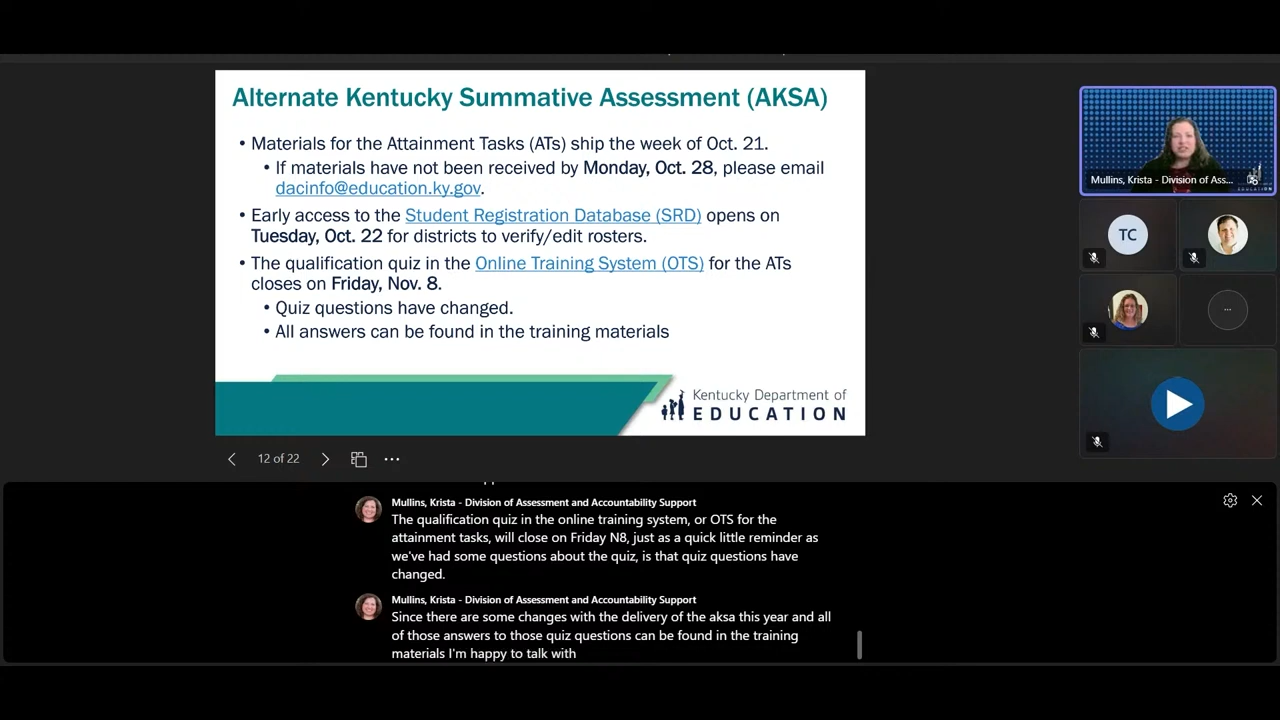 Alternate Kentucky Summative Assessment (AKSA)
• Materials for the Attainment Tasks (ATs) ship the week of Oct. 21.
• If materials have not been received by Monday, Oct. 28, please email
dacinfo@education.ky.gov.
• Early access to the Student Registration Database (SRD) opens on
Tuesday, Oct. 22 for districts to verify/edit rosters.
• The qualification quiz in the Online Training System (OTS) for the ATs
closes on Friday, Nov. 8.
• Quiz questions have changed.
• All answers can be found in the training materials
Kentucky Department of
EDUCATION
12 of 22
Mullins, Krista - Division of Ass...
EDUCATION
TC
Mullins, Krista - Division of Assessment and Accountability Support
The qualification quiz in the online training system, or OTS for the
attainment tasks, will close on Friday N8, just as a quick little reminder as
we've had some questions about the quiz, is that quiz questions have
changed.
Mullins, Krista - Division of Assessment and Accountability Support
Since there are some changes with the delivery of the aksa this year and all
of those answers to those quiz questions can be found in the training
materials I'm happy to talk with